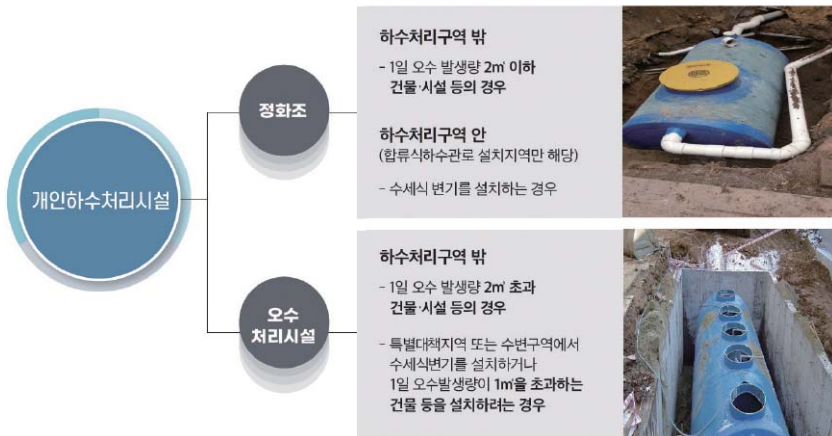 개인하수처리시설
정화조
하수처리구역 밖
- 1일 오수 발생량 2㎥ 이하
건물·시설 등의 경우
하수처리구역 안
(합류식하수관로 설치지역만 해당)
- 수세식 변기를 설치하는 경우
오수
처리시설
하수처리구역 밖
- 1일 오수 발생량 2㎥ 초과
건물·시설 등의 경우
- 특별대책지역 또는 수변구역에서
수세식변기를 설치하거나
1일 오수발생량이 1㎥을 초과하는
건물 등을 설치하려는 경우